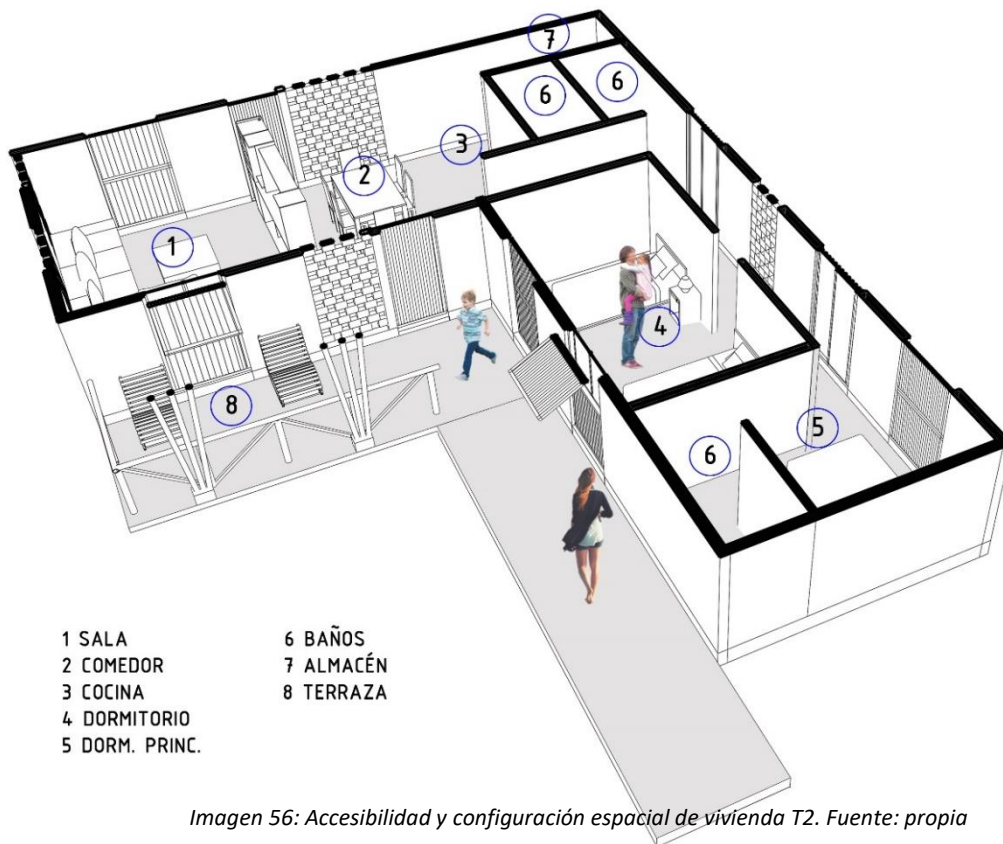 7
6
6
3
2
1
4
8
5
6
1 SALA
2 COMEDOR
3 COCINA
4 DORMITORIO
5 DORM. PRINC.
6 BAÑOS
7 ALMACÉN
8 TERRAZA
Imagen 56: Accesibilidad y configuración espacial de vivienda T2. Fuente: propia